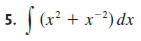 5. ∫ (x² + x⁻²) dx